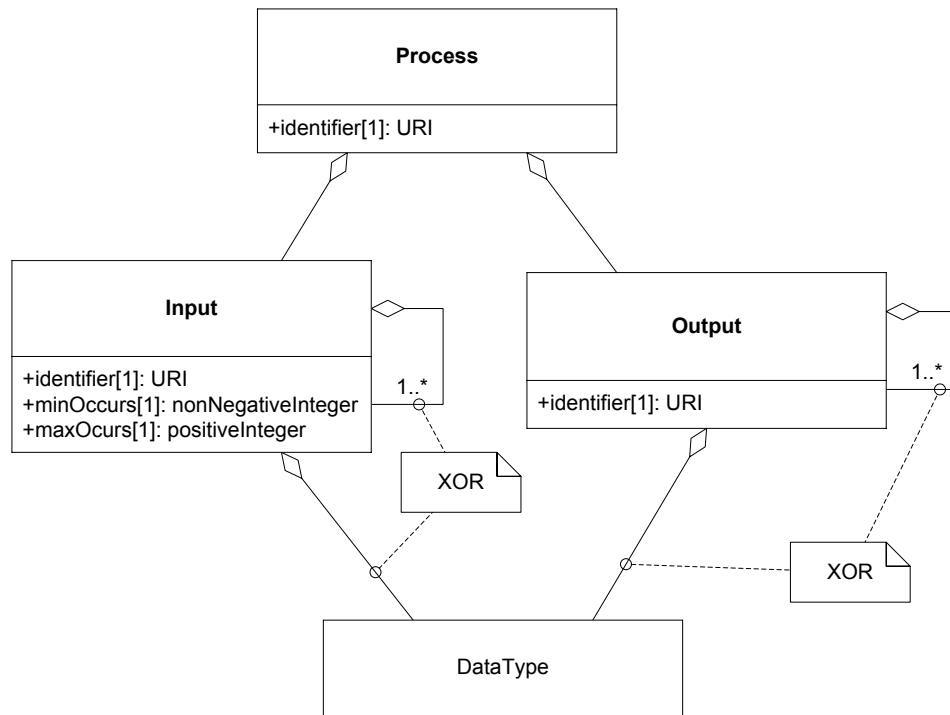 Process
+identifier[1]: URI
Input
+identifier[1]: URI
+minOccurs[1]: nonNegativeInteger
+maxOcurs[1]: positiveInteger
1..*
XOR
Output
+identifier[1]: URI
1..*
XOR
DataType